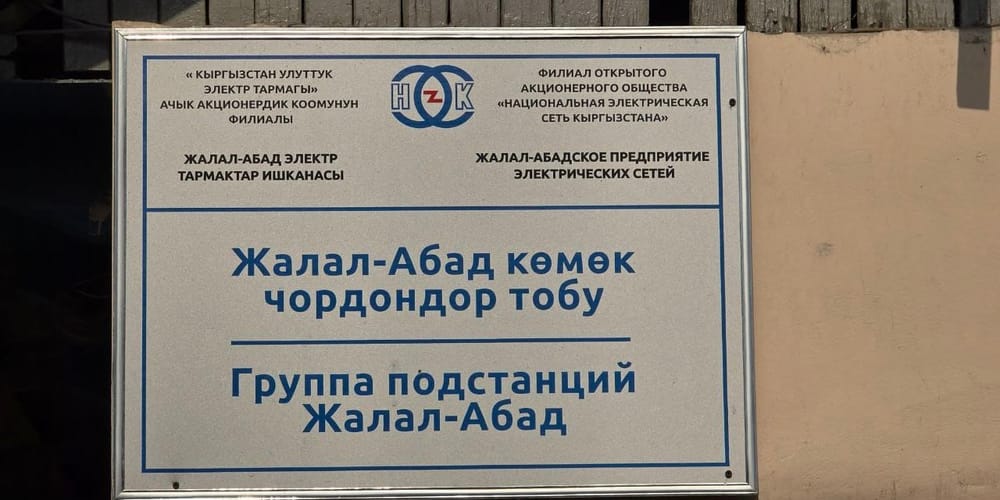 « КЫРГЫЗСТАН УЛУТТУК
ЭЛЕКТР ТАРМАГЫ»
АЧЫК АКЦИОНЕРДИК КООМУНУН
ФИЛИАЛЫ
ЖАЛАЛ-АБАД ЭЛЕКТР
ТАРМАКТАР ИШКАНАСЫ
Н К
ФИЛИАЛ ОТКРЫТОГО
АКЦИОНЕРНОГО ОБЩЕСТВА
«НАЦИОНАЛЬНАЯ ЭЛЕКТРИЧЕСКАЯ
СЕТЬ КЫРГЫЗСТАНА»
ЖАЛАЛ-АБАДСКОЕ ПРЕДПРИЯТИЕ
ЭЛЕКТРИЧЕСКИХ СЕТЕЙ
Жалал-Абад көмөк
чордондор тобу
Группа подстанций
Жалал-Абад